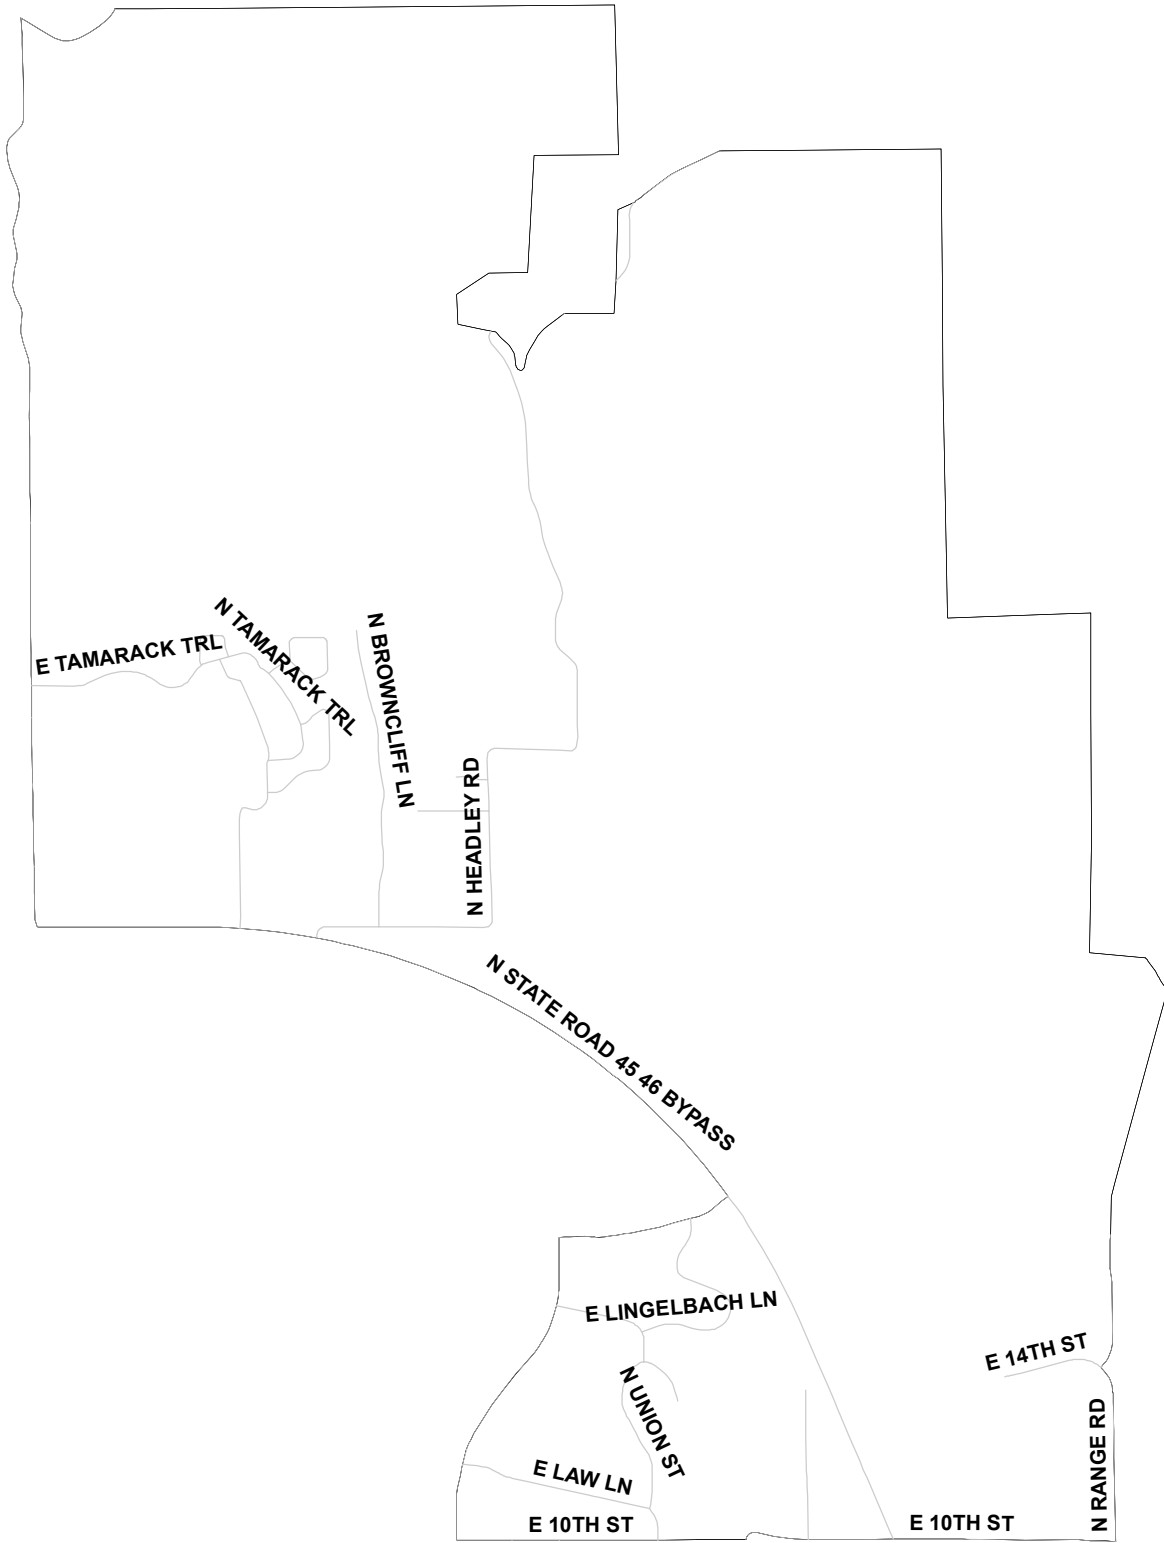 N TAMARACK TRL
E TAMARACK TRL
N BROWNCLIFF LN
N HEADLEY RD
N STATE ROAD 45 46 BYPASS
E LINGELBACH LN
E 14TH ST
N UNION ST
N RANGE RD
E LAW LN
E 10TH ST
E 10TH ST